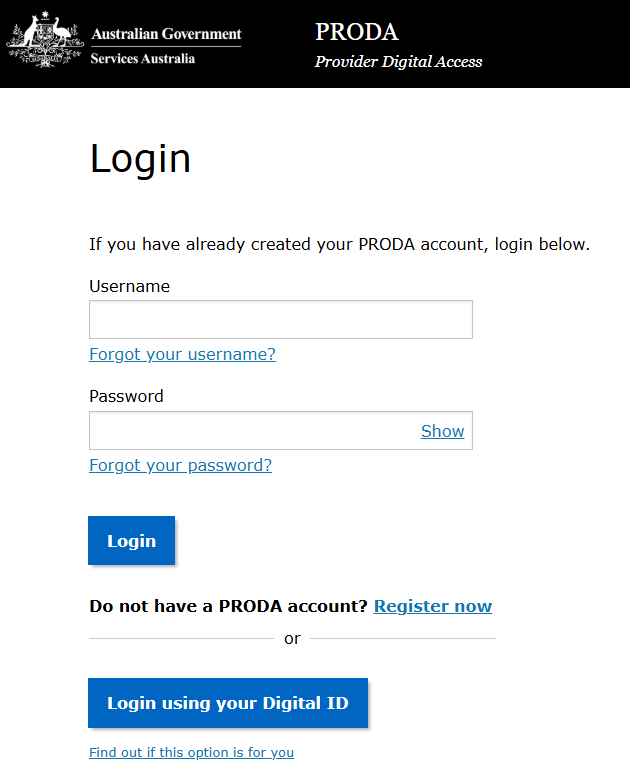 Australian Government
Services Australia
PRODA
Provider Digital Access
Login
If you have already created your PRODA account, login below.
Username
Forgot your username?
Password
Show
Forgot your password?
Login
Do not have a PRODA account? Register now
or
Login using your Digital ID
Find out if this option is for you